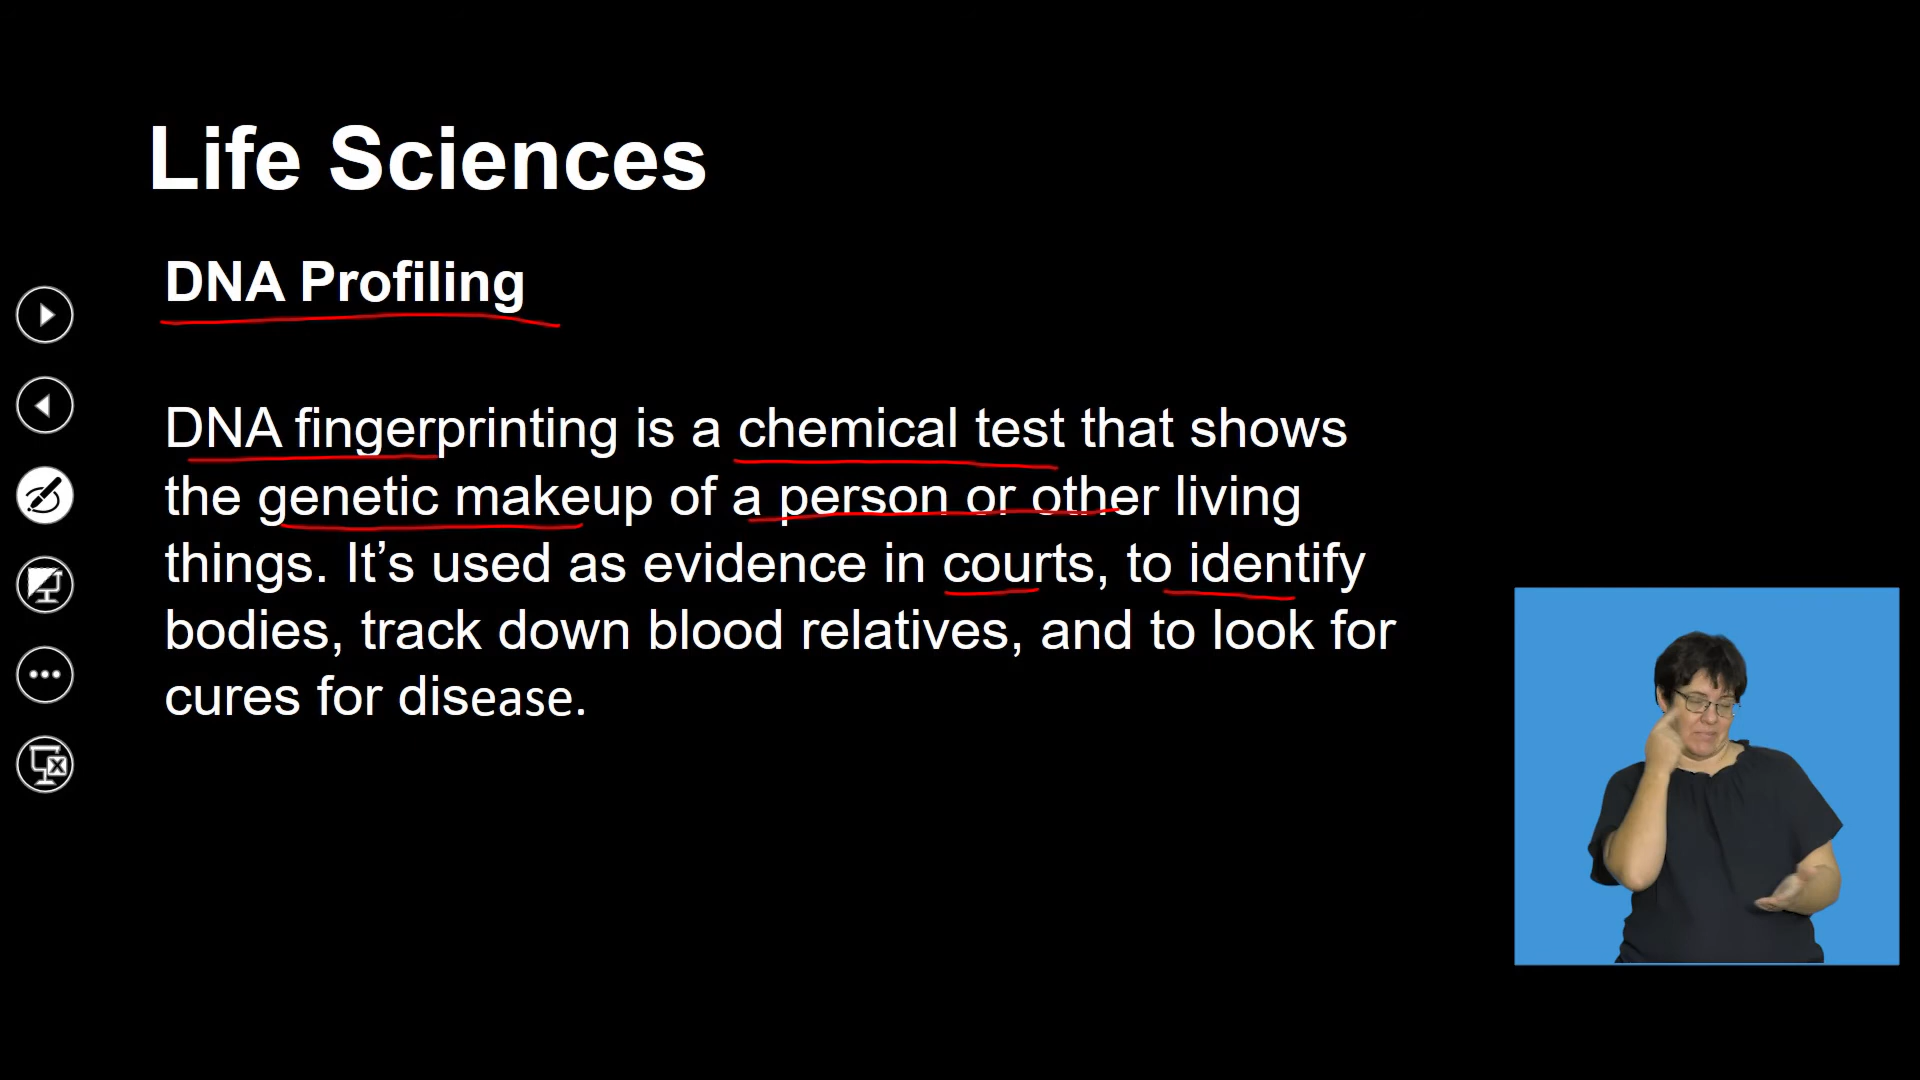 Life Sciences
DNA Profiling
DNA fingerprinting is a chemical test that shows
the genetic makeup of a person or other living
things. It’s used as evidence in courts, to identify
bodies, track down blood relatives, and to look for
cures for disease.